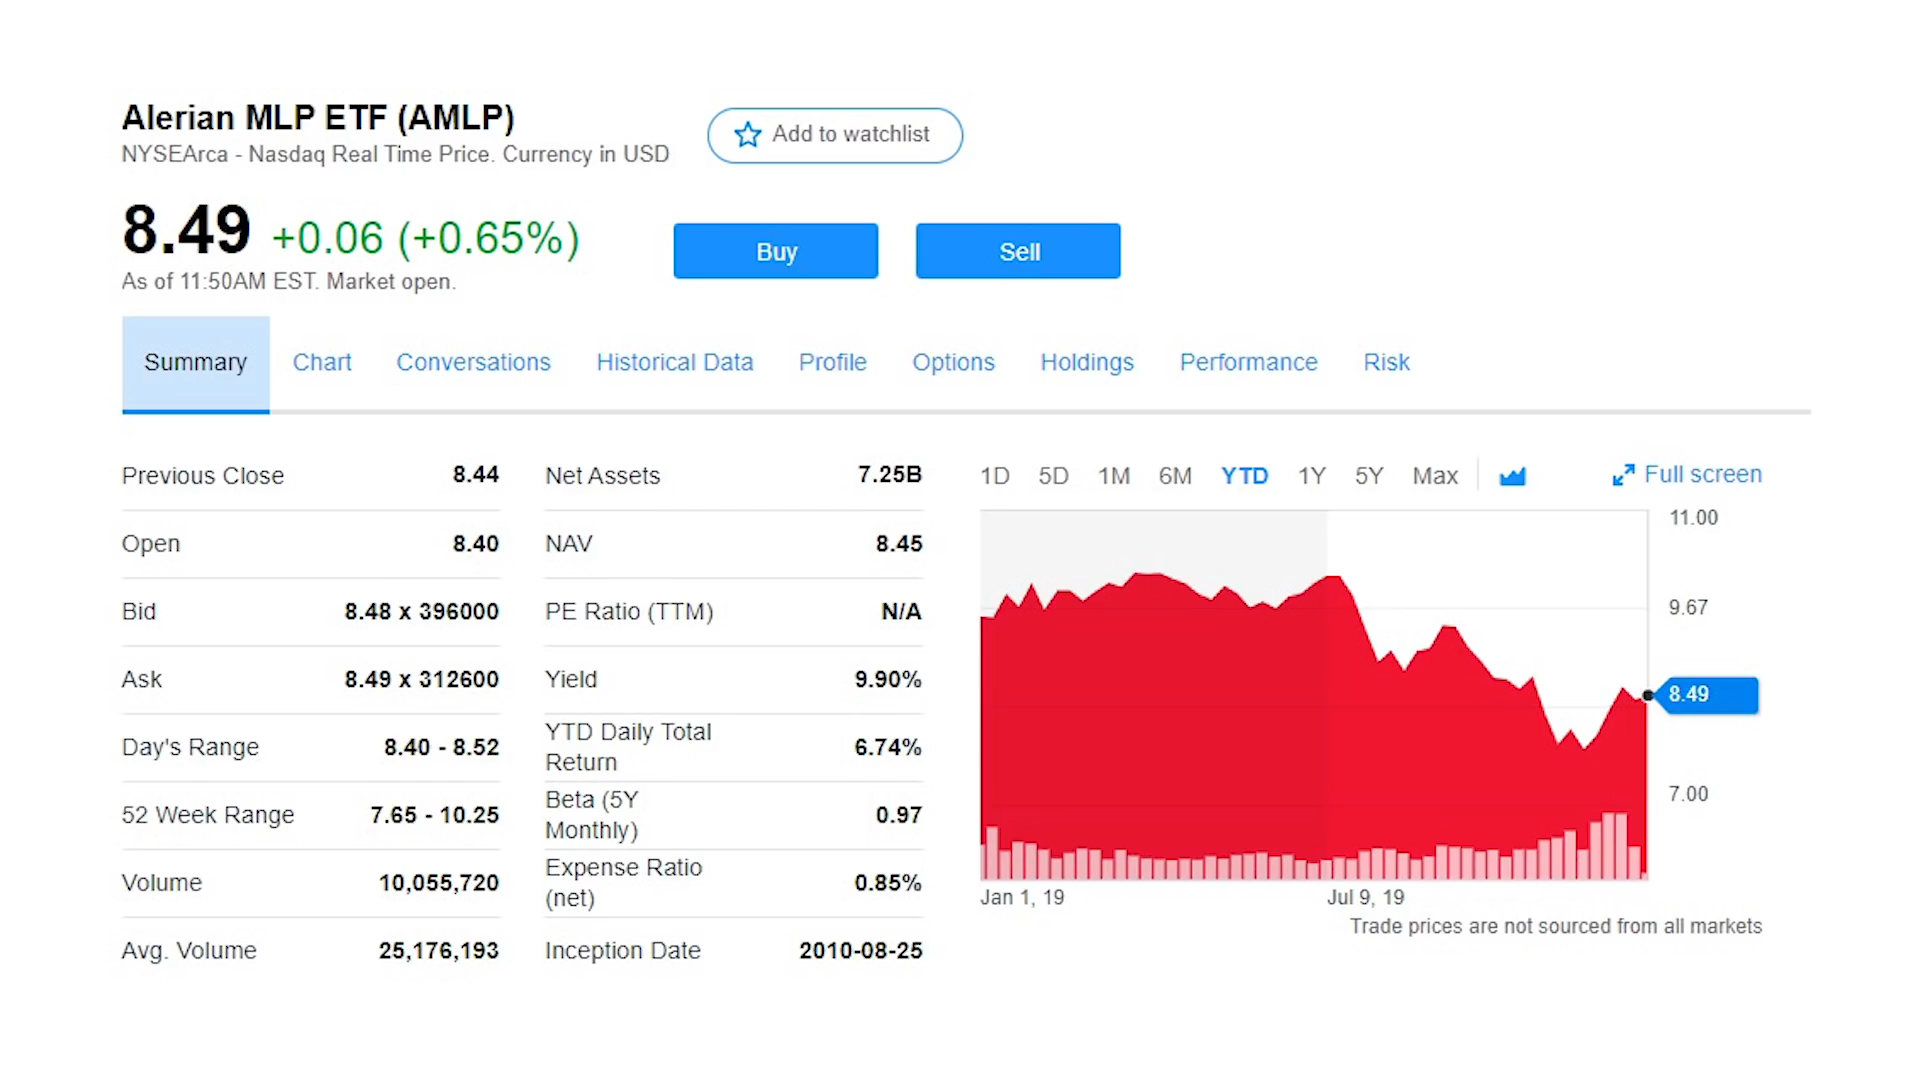 Alerian MLP ETF (AMLP)
NYSEArca - Nasdaq Real Time Price. Currency in USD
Add to watchlist
8.49 +0.06 (+0.65%)
As of 11:50AM EST. Market open.
Buy
Sell
Summary Chart Conversations Historical Data Profile Options Holdings Performance Risk
Previous Close 8.44
Open 8.40
Bid 8.48 x 396000
Ask 8.49 x 312600
Day's Range 8.40 - 8.52
52 Week Range 7.65 - 10.25
Volume 10,055,720
Avg. Volume 25,176,193
Net Assets 7.25B
NAV 8.45
PE Ratio (TTM) N/A
Yield 9.90%
YTD Daily Total
Return 6.74%
Beta (5Y
Monthly) 0.97
Expense Ratio
(net) 0.85%
Inception Date 2010-08-25
1D 5D 1M 6M YTD 1Y 5Y Max
Full screen
11.00
9.67
8.49
7.00
Jan 1, 19 Jul 9, 19
Trade prices are not sourced from all markets